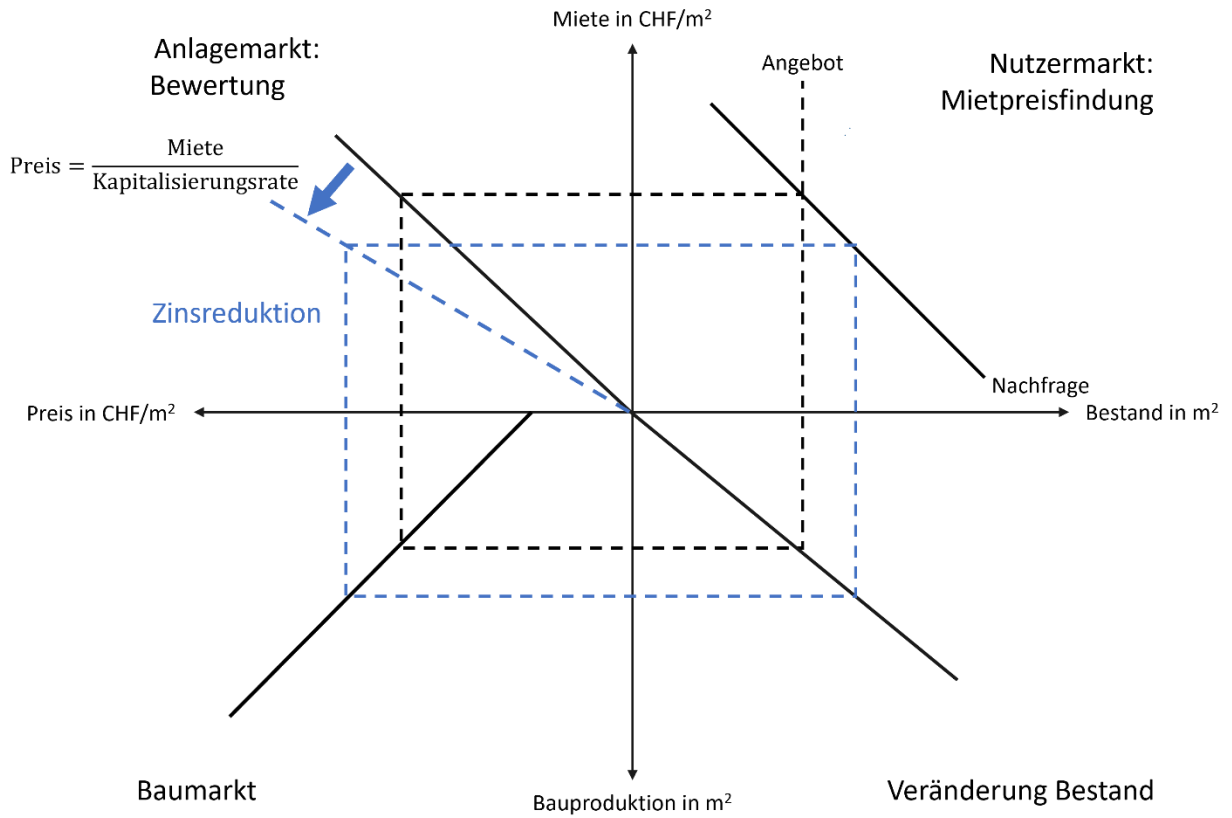 Miete in CHF/m²
Anlagemarkt:
Bewertung
Angebot
Nutzermarkt:
Mietpreisfindung
Preis = Miete / Kapitalisierungsrate
Zinsreduktion
Nachfrage
Preis in CHF/m²
Bestand in m²
Baumarkt
Bauproduktion in m²
Veränderung Bestand